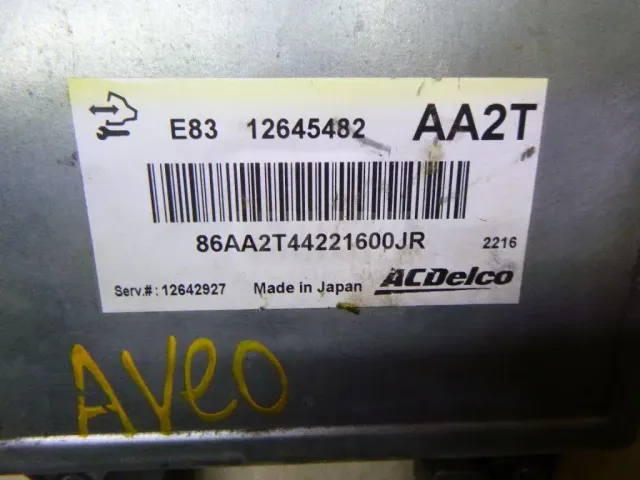 E83 12645482 AA2T
86AA2T44221600JR 2216
Serv.#: 12642927 Made in Japan ACDelco
AVeO